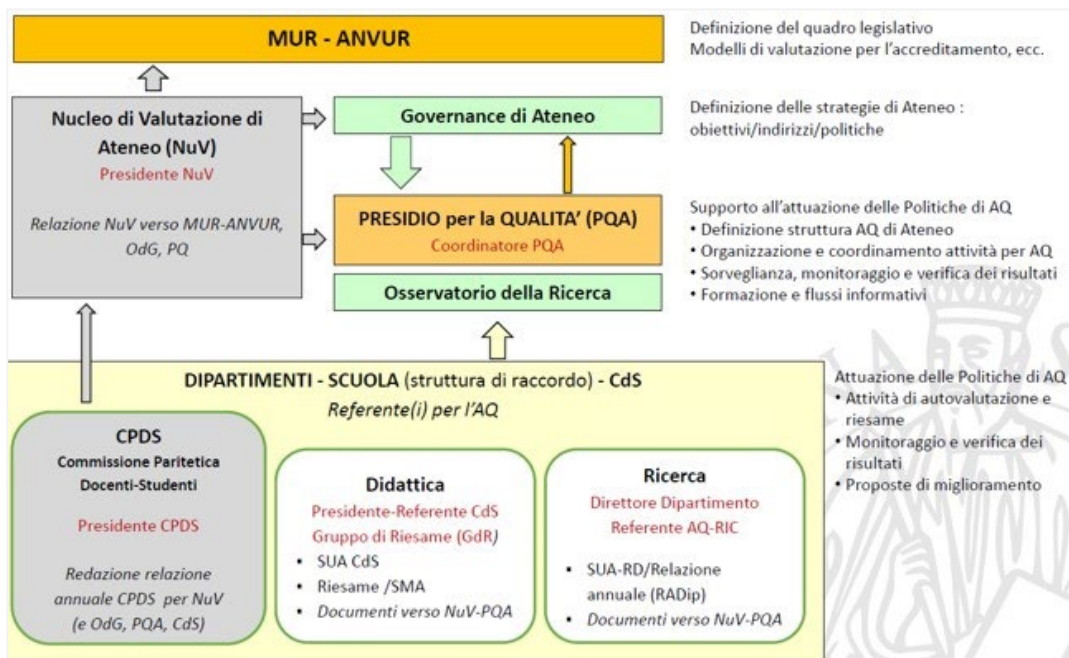 MUR - ANVUR
Definizione del quadro legislativo
Modelli di valutazione per l'accreditamento, ecc.
Nucleo di Valutazione di
Ateneo (NuV)
Presidente NuV
Relazione NuV verso MUR-ANVUR,
OdG, PQ
Governance di Ateneo
Definizione delle strategie di Ateneo :
obiettivi/indirizzi/politiche
PRESIDIO per la QUALITA' (PQA)
Coordinatore PQA
Osservatorio della Ricerca
Supporto all'attuazione delle Politiche di AQ
• Definizione struttura AQ di Ateneo
• Organizzazione e coordinamento attività per AQ
• Sorveglianza, monitoraggio e verifica dei risultati
• Formazione e flussi informativi
DIPARTIMENTI - SCUOLA (struttura di raccordo) - CdS
Referente(i) per l'AQ
Attuazione delle Politiche di AQ
• Attività di autovalutazione e
riesame
• Monitoraggio e verifica dei
risultati
• Proposte di miglioramento
CPDS
Commissione Paritetica
Docenti-Studenti
Presidente CPDS
Redazione relazione
annuale CPDS per NuV
(e OdG, PQA, CdS)
Didattica
Presidente-Referente CdS
Gruppo di Riesame (GdR)
• SUA CdS
• Riesame /SMA
• Documenti verso NuV-PQA
Ricerca
Direttore Dipartimento
Referente AQ-RIC
• SUA-RD/Relazione
annuale (RADip)
• Documenti verso NuV-PQA